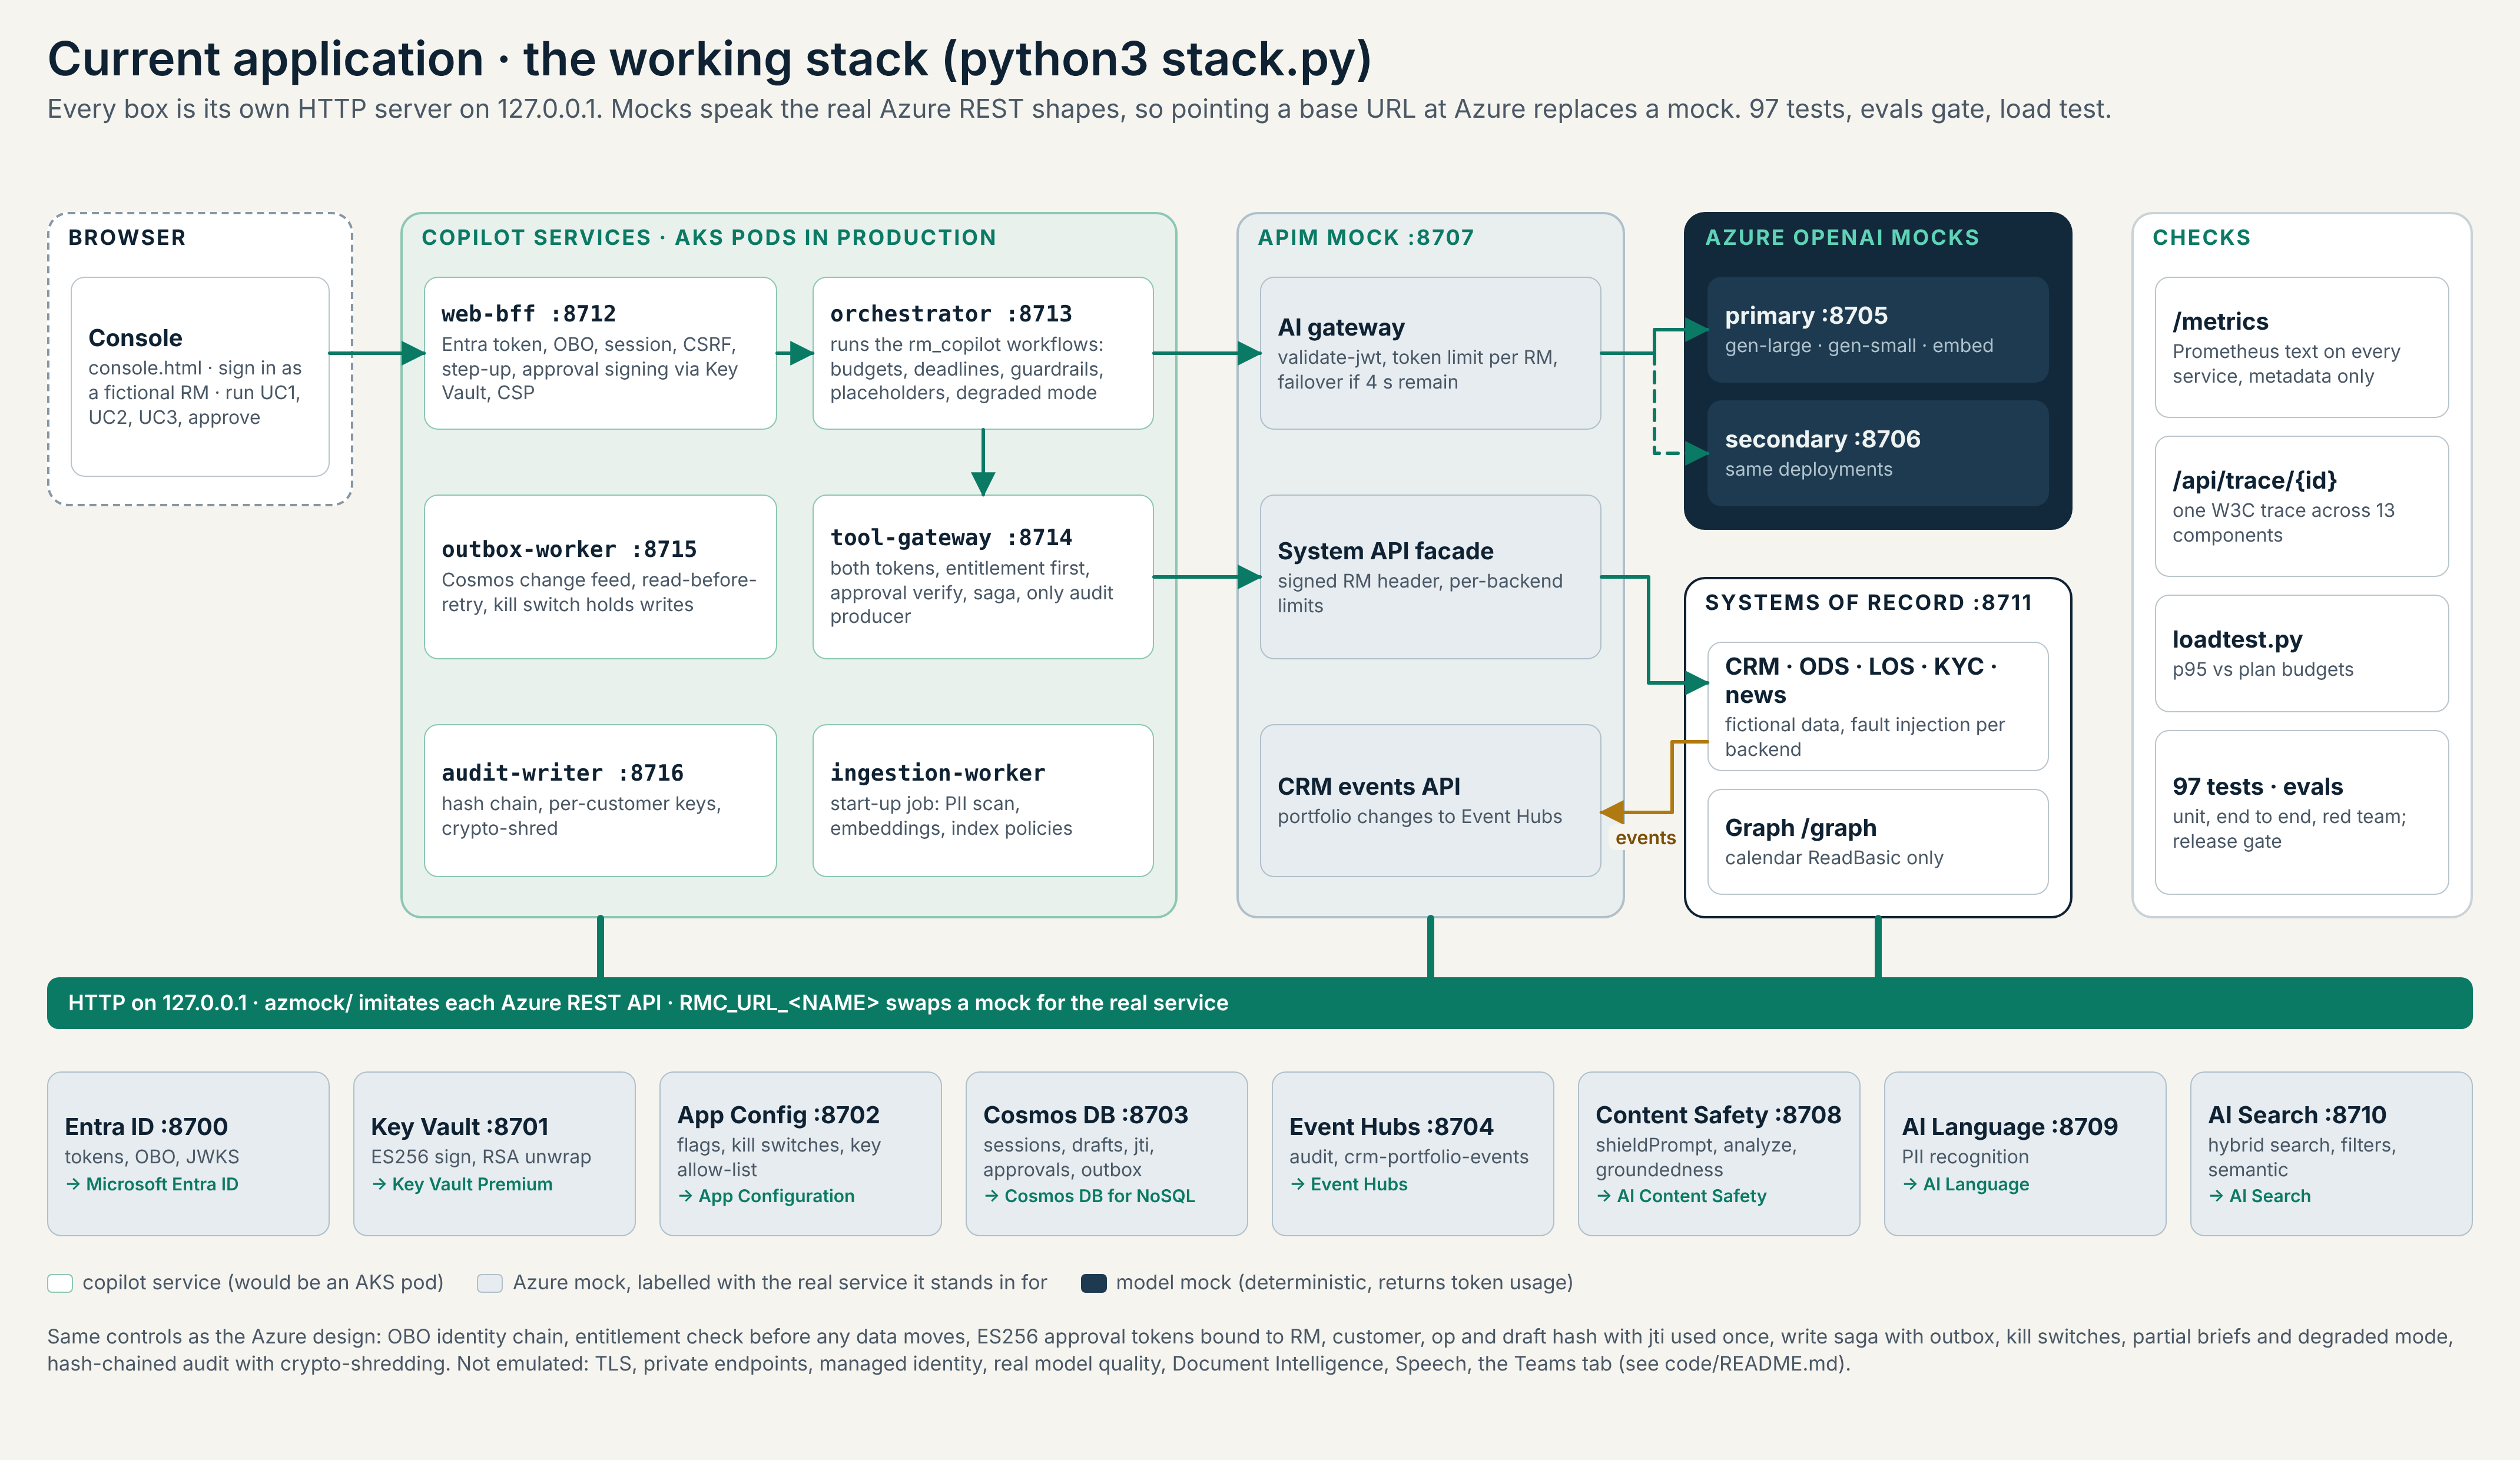 Current application · the working stack (python3 stack.py)
Every box is its own HTTP server on 127.0.0.1. Mocks speak the real Azure REST shapes, so pointing a base URL at Azure replaces a mock. 97 tests, evals gate, load test.
BROWSER
Console
console.html · sign in as
a fictional RM · run UC1,
UC2, UC3, approve
COPILOT SERVICES · AKS PODS IN PRODUCTION
web-bff :8712
Entra token, OBO, session, CSRF,
step-up, approval signing via Key
Vault, CSP
orchestrator :8713
runs the rm_copilot workflows:
budgets, deadlines, guardrails,
placeholders, degraded mode
outbox-worker :8715
Cosmos change feed, read-before-
retry, kill switch holds writes
tool-gateway :8714
both tokens, entitlement first,
approval verify, saga, only audit
producer
audit-writer :8716
hash chain, per-customer keys,
crypto-shred
ingestion-worker
start-up job: PII scan,
embeddings, index policies
APIM MOCK :8707
AI gateway
validate-jwt, token limit per RM,
failover if 4 s remain
System API facade
signed RM header, per-backend
limits
CRM events API
portfolio changes to Event Hubs
events
AZURE OPENAI MOCKS
primary :8705
gen-large · gen-small · embed
secondary :8706
same deployments
SYSTEMS OF RECORD :8711
CRM · ODS · LOS · KYC ·
news
fictional data, fault injection per
backend
Graph /graph
calendar ReadBasic only
CHECKS
/metrics
Prometheus text on every
service, metadata only
/api/trace/{id}
one W3C trace across 13
components
loadtest.py
p95 vs plan budgets
97 tests · evals
unit, end to end, red team;
release gate
HTTP on 127.0.0.1 · azmock/ imitates each Azure REST API · RMC_URL_<NAME> swaps a mock for the real service
Entra ID :8700
tokens, OBO, JWKS
→ Microsoft Entra ID
Key Vault :8701
ES256 sign, RSA unwrap
→ Key Vault Premium
App Config :8702
flags, kill switches, key
allow-list
→ App Configuration
Cosmos DB :8703
sessions, drafts, jti,
approvals, outbox
→ Cosmos DB for NoSQL
Event Hubs :8704
audit, crm-portfolio-events
→ Event Hubs
Content Safety :8708
shieldPrompt, analyze,
groundedness
→ AI Content Safety
AI Language :8709
PII recognition
→ AI Language
AI Search :8710
hybrid search, filters,
semantic
→ AI Search
copilot service (would be an AKS pod)
Azure mock, labelled with the real service it stands in for
model mock (deterministic, returns token usage)
Same controls as the Azure design: OBO identity chain, entitlement check before any data moves, ES256 approval tokens bound to RM, customer, op and draft hash with jti used once, write saga with outbox, kill switches, partial briefs and degraded mode,
hash-chained audit with crypto-shredding. Not emulated: TLS, private endpoints, managed identity, real model quality, Document Intelligence, Speech, the Teams tab (see code/README.md).